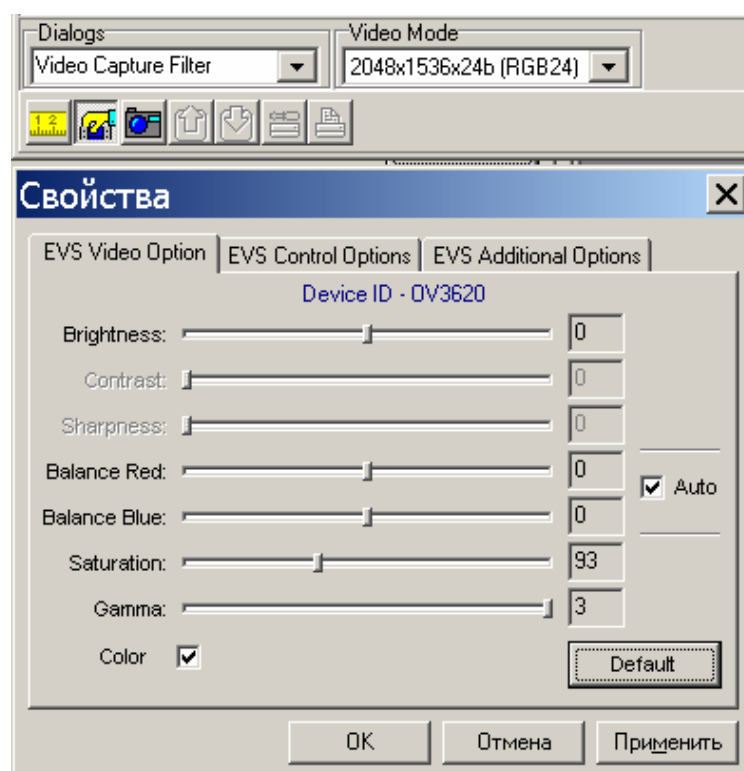 Dialogs
Video Mode
Video Capture Filter
2048x1536x24b (RGB24)
1 2
Свойства
EVS Video Option
EVS Control Options
EVS Additional Options
Device ID - OV3620
Brightness:
0
Contrast:
0
Sharpness:
0
Balance Red:
0
Auto
Balance Blue:
0
Saturation:
93
Gamma:
3
Color
Default
OK
Отмена
Применить